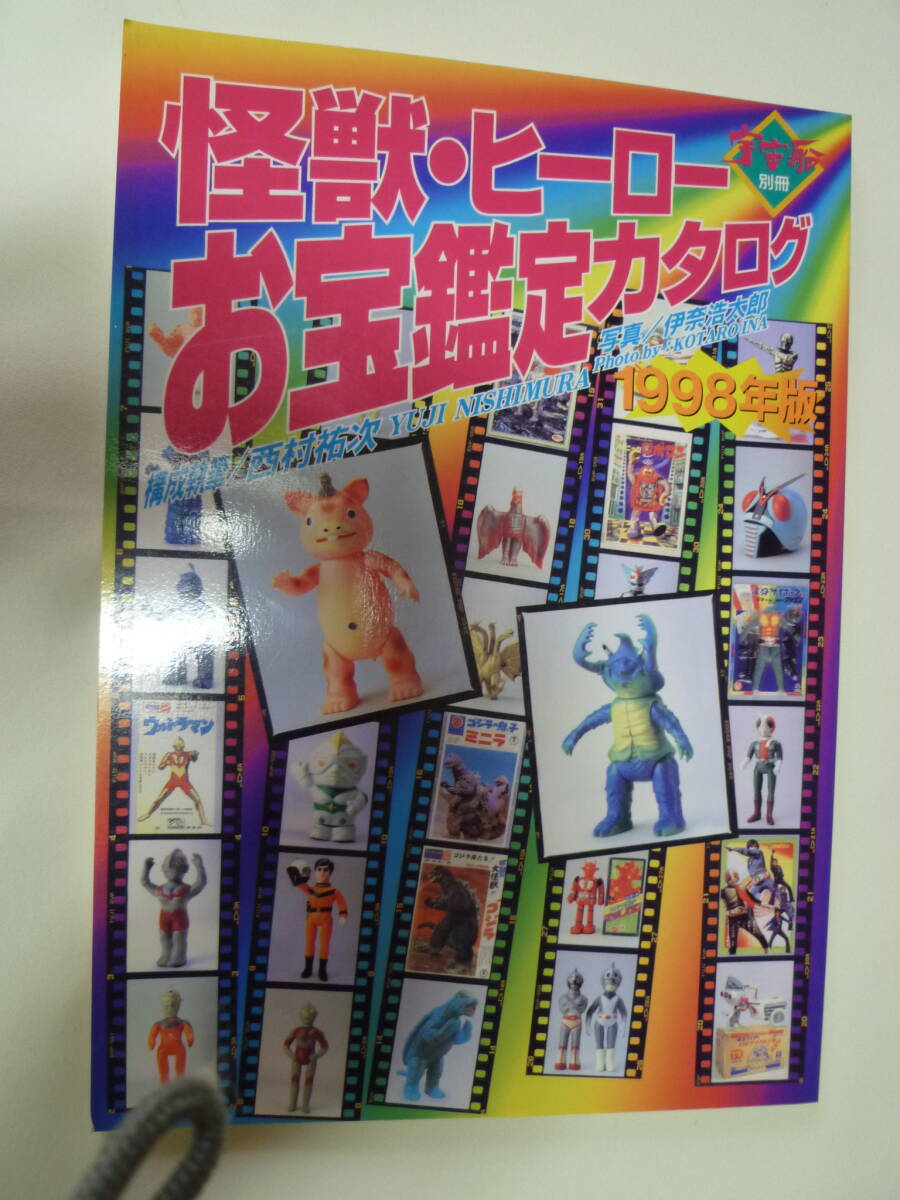 怪獣・ヒーロー
宇宙船
別冊
お宝鑑定カタログ
写真/伊奈浩太郎
Photo by KOTARO INA
1998年版
構成執筆/西村祐次 YUJI NISHIMURA
ウルトラマン
ゴジラの息子
ミニラ
大怪獣
ゴジラ